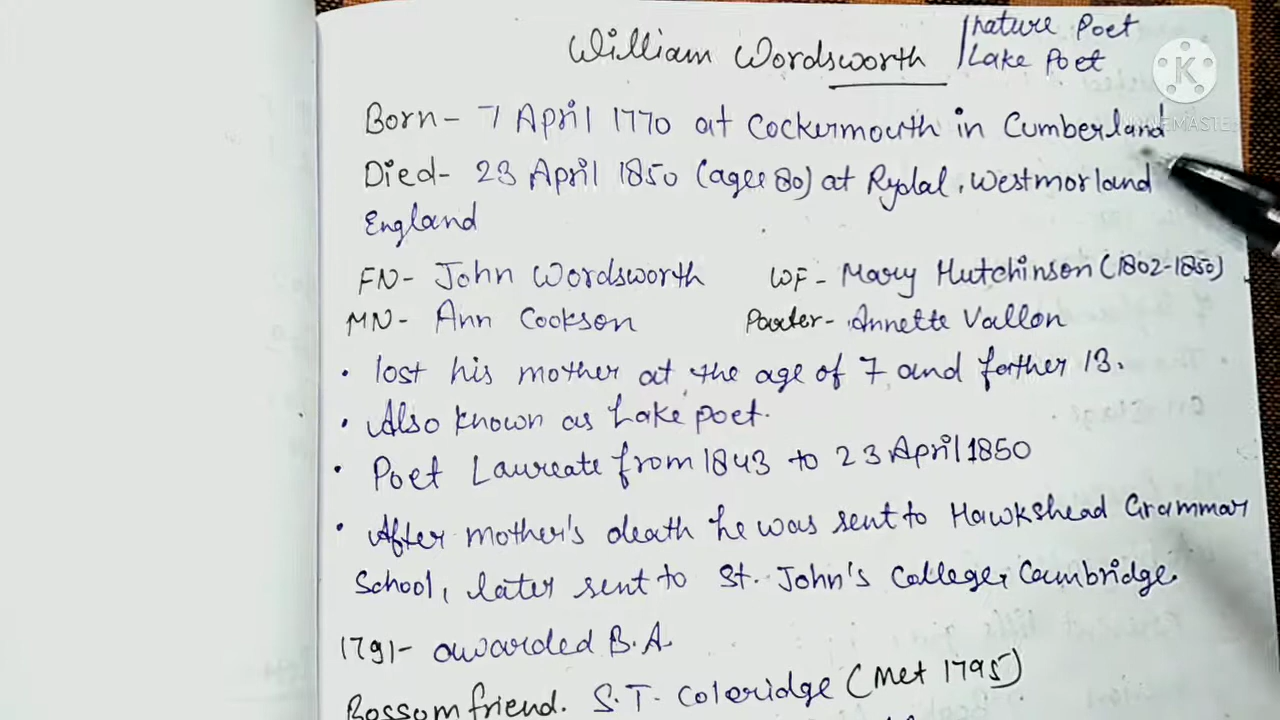 William Wordsworth
nature Poet
Lake Poet
Born- 7 April 1770 at Cockermouth in Cumberland
Died- 23 April 1850 (agee 80) at Rydal, Westmorland
England
FN- John Wordsworth
WF- Mary Hutchinson (1802-1850)
MN- Ann Cookson
Paxter- Annette Vallon
• lost his mother at the age of 7 and father 13.
• Also known as Lake poet.
• Poet Laureate from 1843 to 23 April 1850
• After mother's death he was sent to Hawkshead Grammar
School, later sent to St. John's College, Cambridge.
1791- awarded B.A.
Bossom friend. S.T. Coleridge (Met 1795)
K